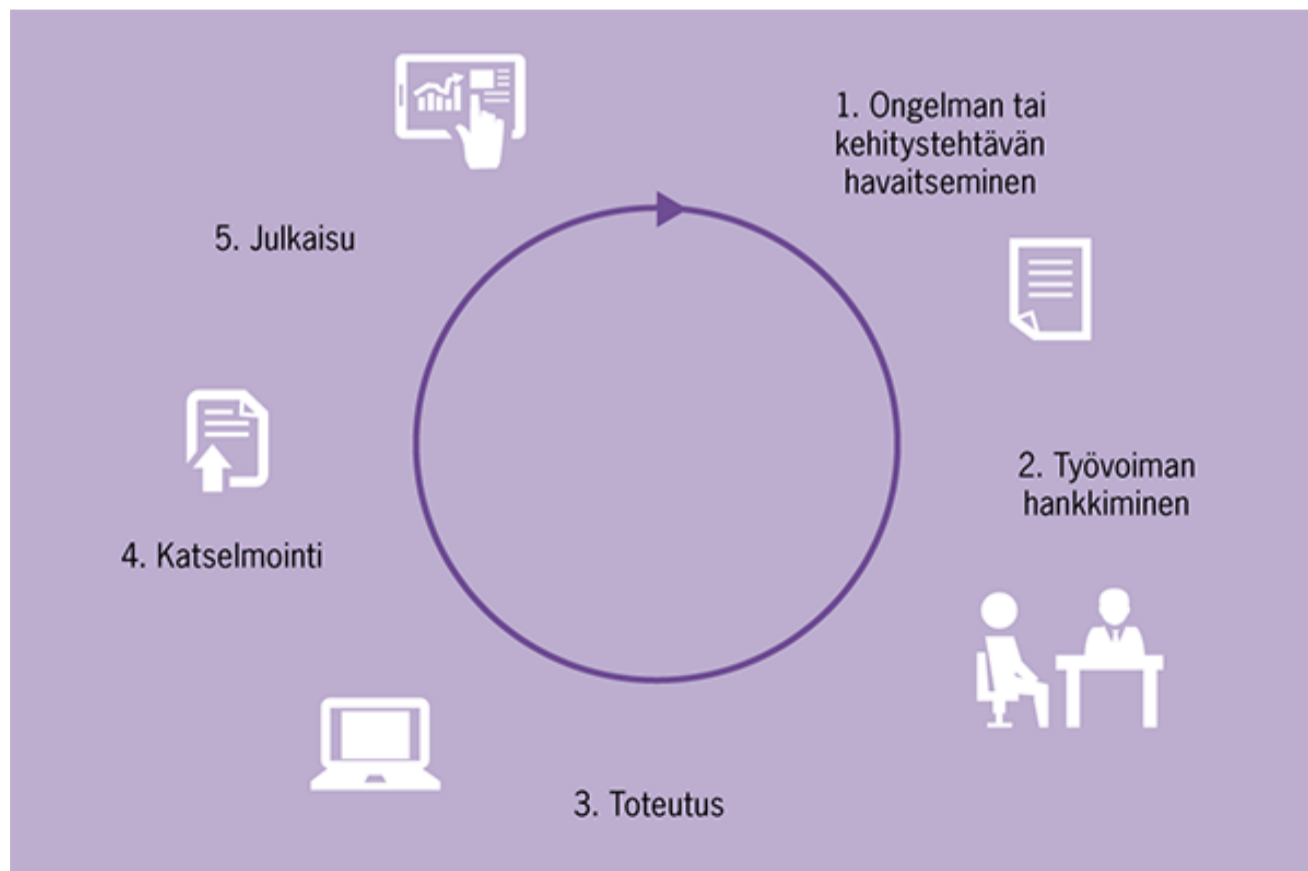 1. Ongelman tai
kehitystehtävän
havaitseminen
2. Työvoiman
hankkiminen
3. Toteutus
4. Katselmointi
5. Julkaisu